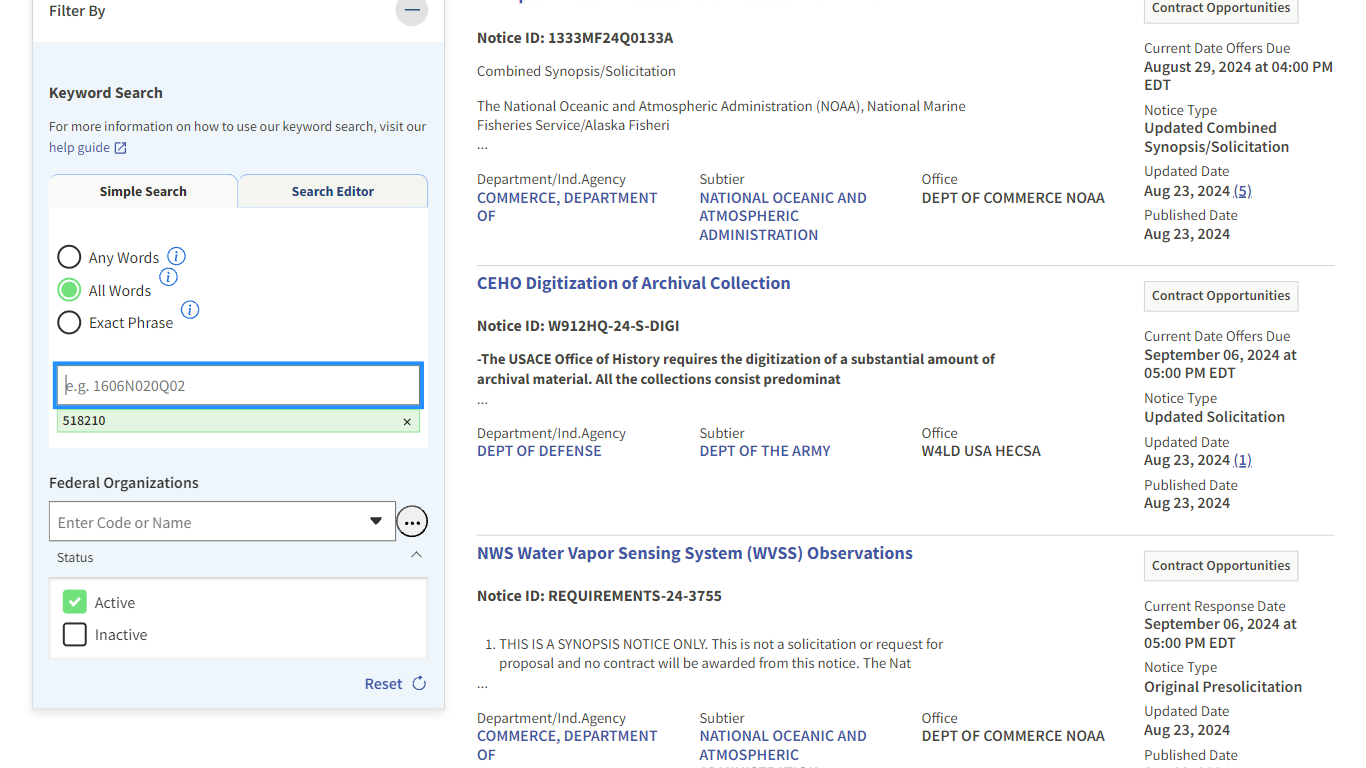 Filter By
Keyword Search
For more information on how to use our keyword search, visit our
help guide
Simple Search
Search Editor
Any Words
All Words
Exact Phrase
e.g. 1606N020Q02
518210
Federal Organizations
Enter Code or Name
Status
Active
Inactive
Reset
Notice ID: 1333MF24Q0133A
Combined Synopsis/Solicitation
The National Oceanic and Atmospheric Administration (NOAA), National Marine
Fisheries Service/Alaska Fisheri
...
Department/Ind.Agency
COMMERCE, DEPARTMENT
OF
Subtier
NATIONAL OCEANIC AND
ATMOSPHERIC
ADMINISTRATION
Office
DEPT OF COMMERCE NOAA
Contract Opportunities
Current Date Offers Due
August 29, 2024 at 04:00 PM
EDT
Notice Type
Updated Combined
Synopsis/Solicitation
Updated Date
Aug 23, 2024 (5)
Published Date
Aug 23, 2024
CEHO Digitization of Archival Collection
Notice ID: W912HQ-24-S-DIGI
-The USACE Office of History requires the digitization of a substantial amount of
archival material. All the collections consist predominat
...
Department/Ind.Agency
DEPT OF DEFENSE
Subtier
DEPT OF THE ARMY
Office
W4LD USA HECSA
Contract Opportunities
Current Date Offers Due
September 06, 2024 at
05:00 PM EDT
Notice Type
Updated Solicitation
Updated Date
Aug 23, 2024 (1)
Published Date
Aug 23, 2024
NWS Water Vapor Sensing System (WVSS) Observations
Notice ID: REQUIREMENTS-24-3755
1. THIS IS A SYNOPSIS NOTICE ONLY. This is not a solicitation or request for
proposal and no contract will be awarded from this notice. The Nat
...
Department/Ind.Agency
COMMERCE, DEPARTMENT
OF
Subtier
NATIONAL OCEANIC AND
ATMOSPHERIC
Office
DEPT OF COMMERCE NOAA
Contract Opportunities
Current Response Date
September 06, 2024 at
05:00 PM EDT
Notice Type
Original Presolicitation
Updated Date
Aug 23, 2024
Published Date